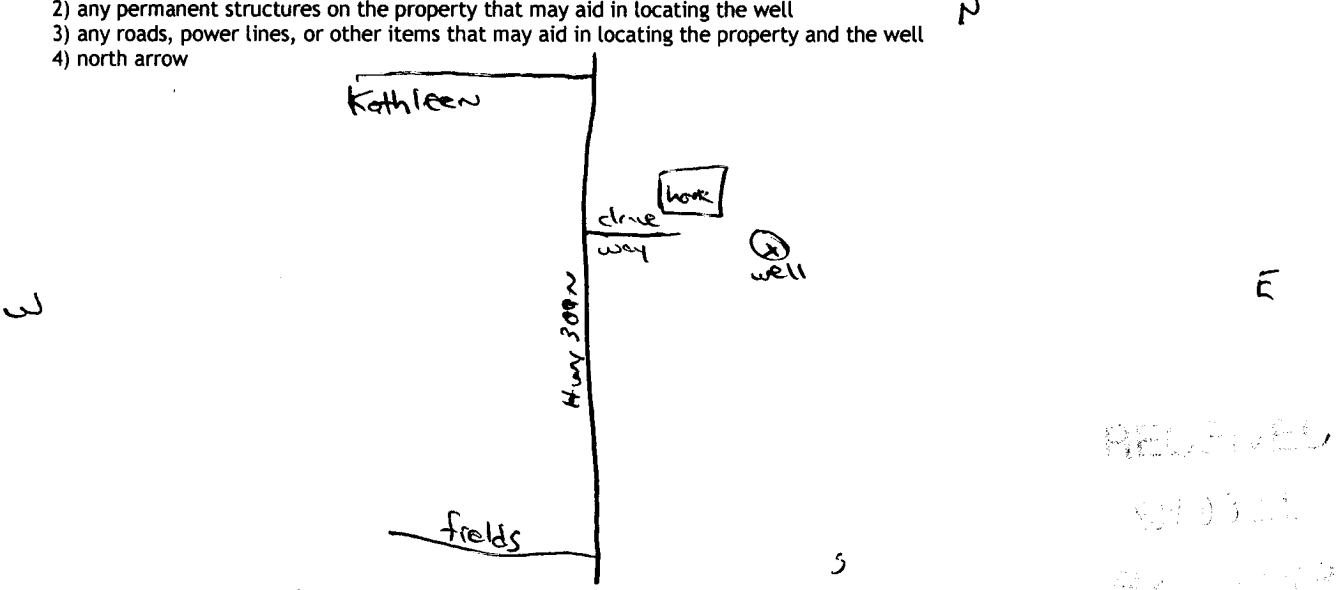 2) any permanent structures on the property that may aid in locating the well
N
3) any roads, power lines, or other items that may aid in locating the property and the well
4) north arrow
Kathleen
drive
way
well
W
E
Hwy 309 N
fields
S